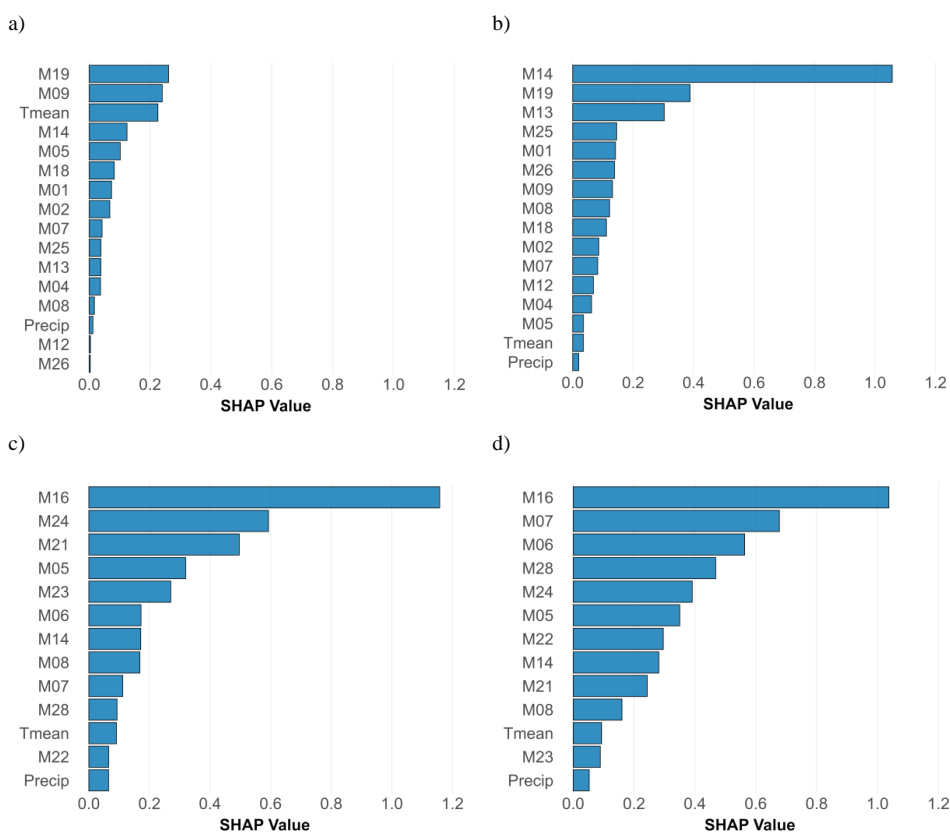 a)
M19
M09
Tmean
M14
M05
M18
M01
M02
M07
M25
M13
M04
M08
Precip
M12
M26
0.0 0.2 0.4 0.6 0.8 1.0 1.2
SHAP Value
b)
M14
M19
M13
M25
M01
M26
M09
M08
M18
M02
M07
M12
M04
M05
Tmean
Precip
0.0 0.2 0.4 0.6 0.8 1.0 1.2
SHAP Value
c)
M16
M24
M21
M05
M23
M06
M14
M08
M07
M28
Tmean
M22
Precip
0.0 0.2 0.4 0.6 0.8 1.0 1.2
SHAP Value
d)
M16
M07
M06
M28
M24
M05
M22
M14
M21
M08
Tmean
M23
Precip
0.0 0.2 0.4 0.6 0.8 1.0 1.2
SHAP Value